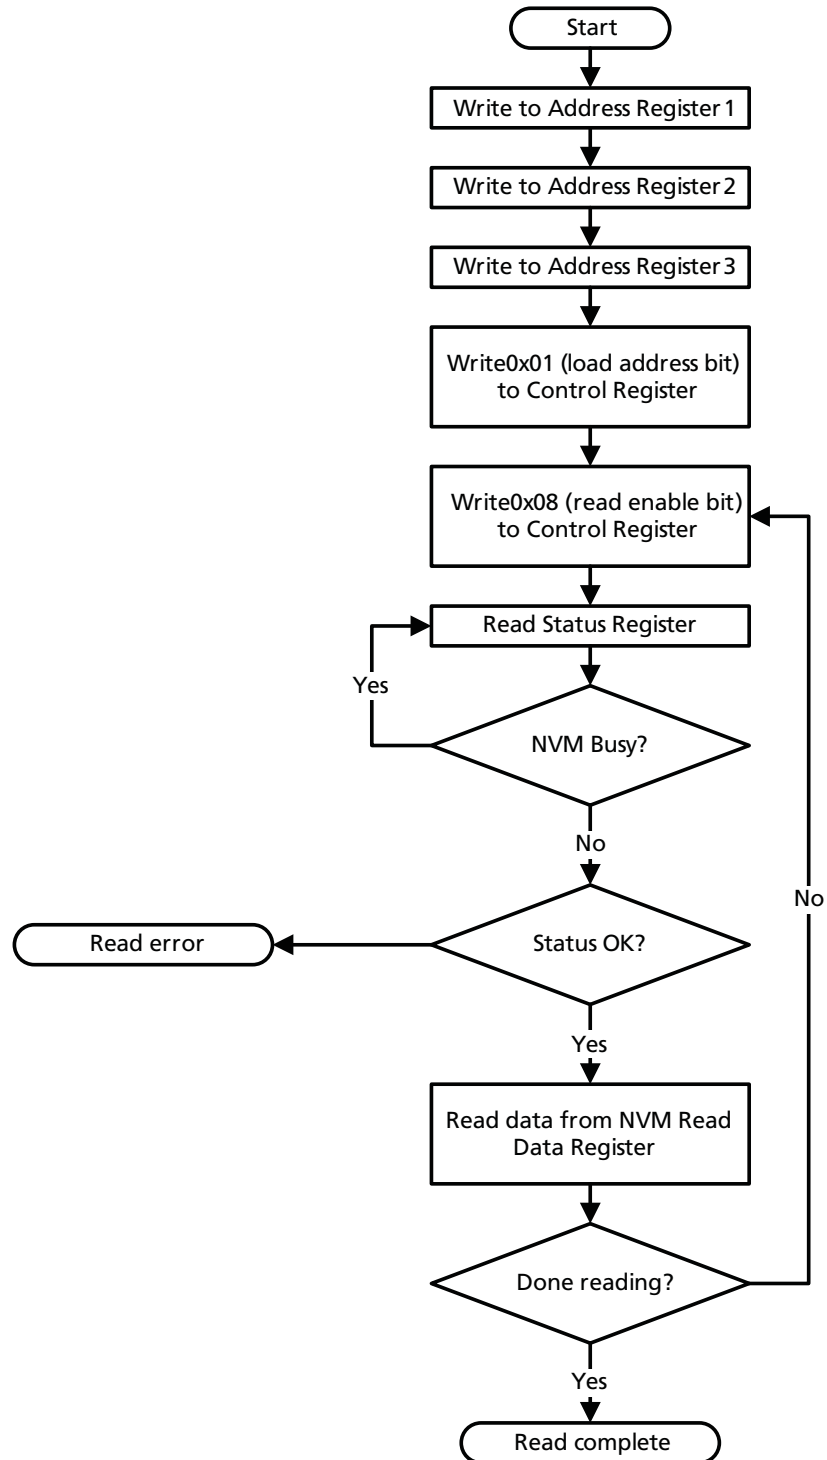 Start
Write to Address Register 1
Write to Address Register 2
Write to Address Register 3
Write0x01 (load address bit)
to Control Register
Write0x08 (read enable bit)
to Control Register
Read Status Register
Yes
NVM Busy?
No
No
Read error
Status OK?
Yes
Read data from NVM Read
Data Register
Done reading?
Yes
Read complete